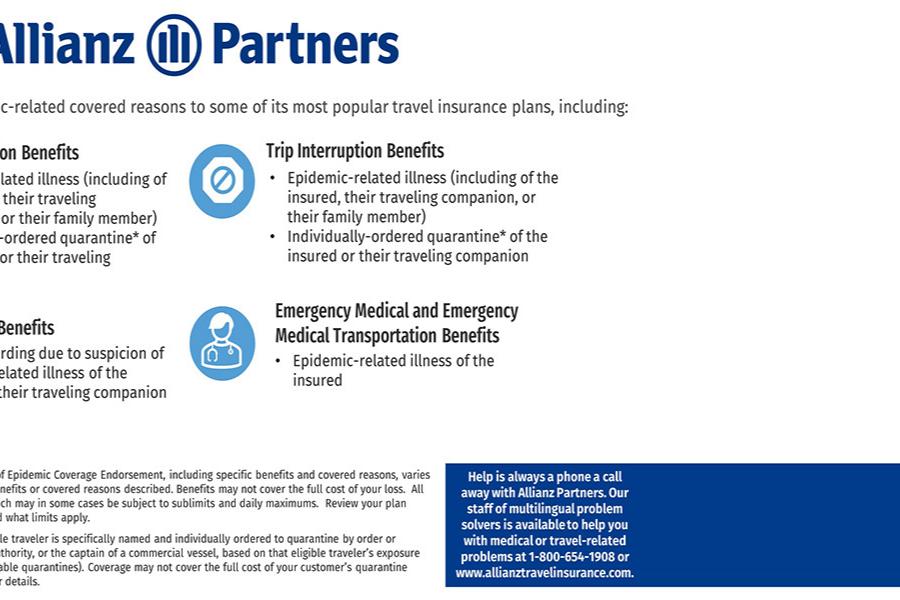 Allianz Partners
c-related covered reasons to some of its most popular travel insurance plans, including:
on Benefits
lated illness (including of
their traveling
or their family member)
-ordered quarantine* of
or their traveling
Trip Interruption Benefits
• Epidemic-related illness (including of the
insured, their traveling companion, or
their family member)
• Individually-ordered quarantine* of the
insured or their traveling companion
Benefits
rding due to suspicion of
elated illness of the
their traveling companion
Emergency Medical and Emergency
Medical Transportation Benefits
• Epidemic-related illness of the
insured
of Epidemic Coverage Endorsement, including specific benefits and covered reasons, varies
nefits or covered reasons described. Benefits may not cover the full cost of your loss. All
ch may in some cases be subject to sublimits and daily maximums. Review your plan
d what limits apply.
le traveler is specifically named and individually ordered to quarantine by order or
uthority, or the captain of a commercial vessel, based on that eligible traveler's exposure
able quarantines). Coverage may not cover the full cost of your customer's quarantine
r details.
Help is always a phone a call
away with Allianz Partners. Our
staff of multilingual problem
solvers is available to help you
with medical or travel-related
problems at 1-800-654-1908 or
www.allianztravelinsurance.com.